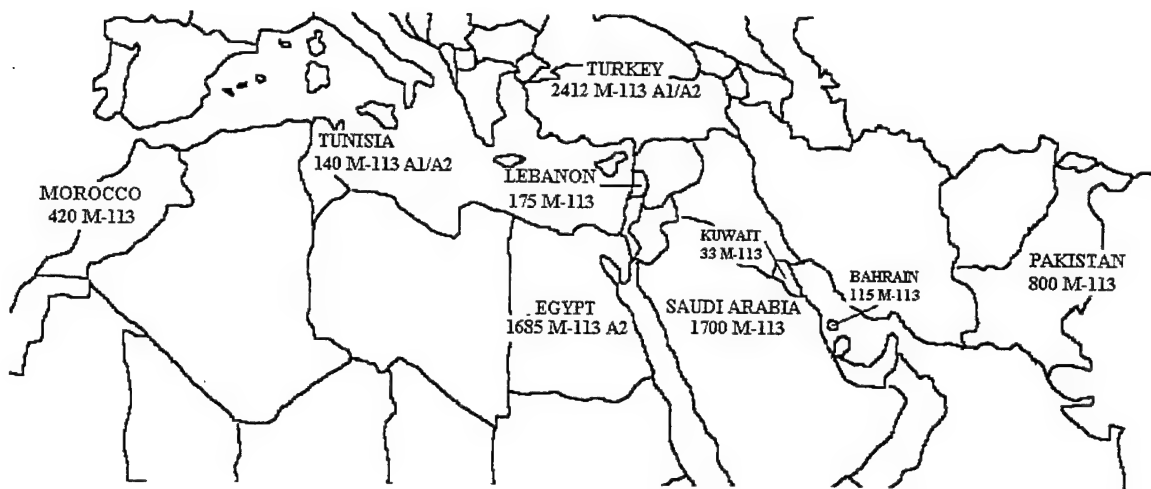 TURKEY
2412 M-113 A1/A2
TUNISIA
140 M-113 A1/A2
LEBANON
175 M-113
MOROCCO
420 M-113
KUWAIT
33 M-113
BAHRAIN
115 M-113
PAKISTAN
800 M-113
EGYPT
1685 M-113 A2
SAUDI ARABIA
1700 M-113